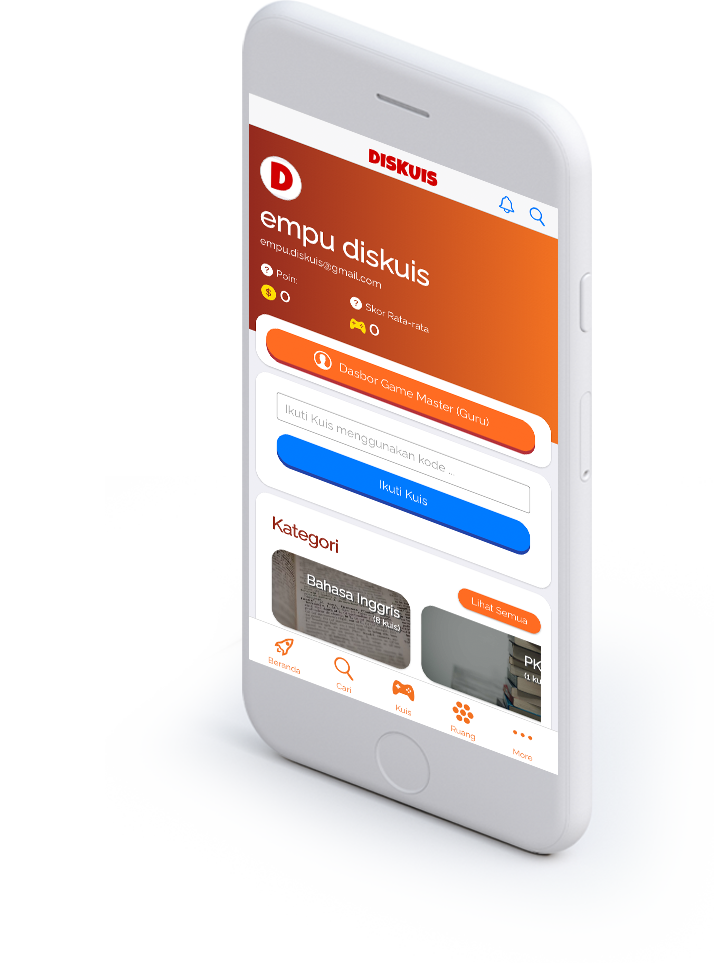 DISKUIS
D
empu diskuis
empu.diskuis@gmail.com
? Poin:
? Skor Rata-rata
$ 0
0
Dasbor Game Master (Guru)
Ikuti Kuis menggunakan kode ...
Ikuti Kuis
Kategori
Lihat Semua
Bahasa Inggris
(8 kuis)
PK
(1 ku
Beranda
Cari
Kuis
Ruang
More